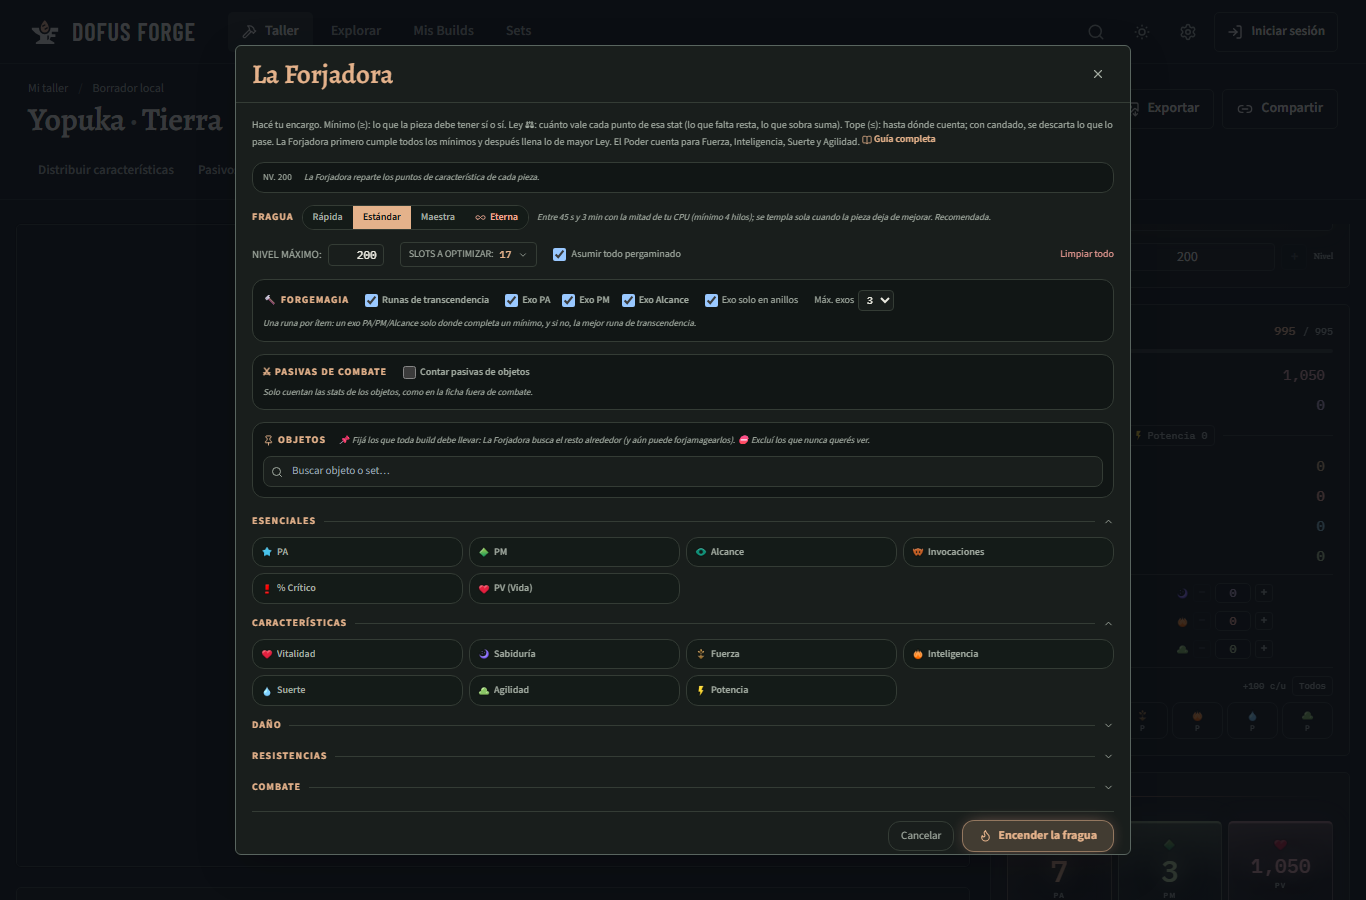 DOFUS FORGE
Taller
Explorar
Mis Builds
Sets
Iniciar sesión
Mi taller / Borrador local
Yopuka · Tierra
Exportar
Compartir
Distribuir características
Pasivo
La Forjadora
×
Hacé tu encargo. Mínimo (≥): lo que la pieza debe tener sí o sí. Ley ⚖: cuánto vale cada punto de esa stat (lo que falta resta, lo que sobra suma). Tope (≤): hasta dónde cuenta; con candado, se descarta lo que lo
pase. La Forjadora primero cumple todos los mínimos y después llena lo de mayor Ley. El Poder cuenta para Fuerza, Inteligencia, Suerte y Agilidad. Guía completa
NV. 200 La Forjadora reparte los puntos de característica de cada pieza.
FRAGUA Rápida Estándar Maestra ∞ Eterna Entre 45 s y 3 min con la mitad de tu CPU (mínimo 4 hilos); se templa sola cuando la pieza deja de mejorar. Recomendada.
NIVEL MÁXIMO: 200 SLOTS A OPTIMIZAR: 17 Asumir todo pergaminado Limpiar todo
FORGEMAGIA Runas de transcendencia Exo PA Exo PM Exo Alcance Exo solo en anillos Máx. exos 3
Una runa por ítem: un exo PA/PM/Alcance solo donde completa un mínimo, y si no, la mejor runa de transcendencia.
PASIVAS DE COMBATE Contar pasivas de objetos
Solo cuentan las stats de los objetos, como en la ficha fuera de combate.
OBJETOS Fijá los que toda build debe llevar: La Forjadora busca el resto alrededor (y aún puede forjamagearlos). Excluí los que nunca querés ver.
Buscar objeto o set…
ESENCIALES
PA PM Alcance Invocaciones
% Crítico PV (Vida)
CARACTERÍSTICAS
Vitalidad Sabiduría Fuerza Inteligencia
Suerte Agilidad Potencia
DAÑO
RESISTENCIAS
COMBATE
Cancelar Encender la fragua
200 + Nivel
995 / 995
1,050
0
Potencia 0
0
0
0
0
- 0 +
- 0 +
- 0 +
+100 c/u Todos
P P P P
7 3 1,050
PA PM PV